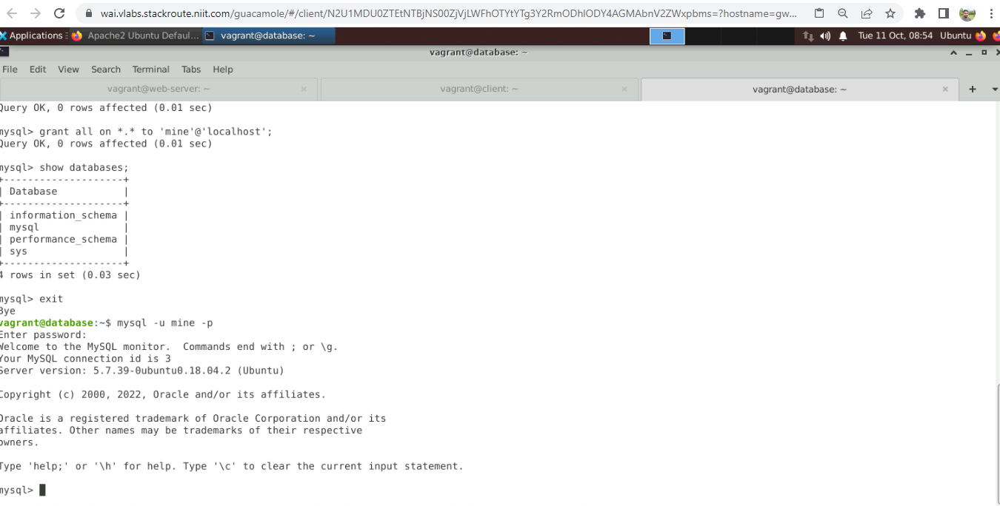 wai.vlabs.stackroute.niit.com/guacamole/#/client/N2U1MDU0ZTEtNTBjNS00ZjVjLWFhOTYtYTg3Y2RmODhlODY4AGMAbnV2ZWxpbms=?hostname=gw...
Applications Apache2 Ubuntu Defaul... vagrant@database: ~ Tue 11 Oct, 08:54 Ubuntu
vagrant@database: ~
File Edit View Search Terminal Tabs Help
vagrant@web-server: ~ × vagrant@client: ~ × vagrant@database: ~ × +
Query OK, 0 rows affected (0.01 sec)
mysql> grant all on *.* to 'mine'@'localhost';
Query OK, 0 rows affected (0.01 sec)
mysql> show databases;
+--------------------+
| Database           |
+--------------------+
| information_schema |
| mysql              |
| performance_schema |
| sys                |
+--------------------+
4 rows in set (0.03 sec)
mysql> exit
Bye
vagrant@database:~$ mysql -u mine -p
Enter password:
Welcome to the MySQL monitor.  Commands end with ; or \g.
Your MySQL connection id is 3
Server version: 5.7.39-0ubuntu0.18.04.2 (Ubuntu)
Copyright (c) 2000, 2022, Oracle and/or its affiliates.
Oracle is a registered trademark of Oracle Corporation and/or its
affiliates. Other names may be trademarks of their respective
owners.
Type 'help;' or '\h' for help. Type '\c' to clear the current input statement.
mysql>